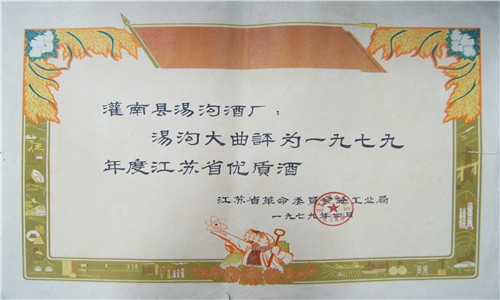 灌南县汤沟酒厂：
汤沟大曲評为一九七九
年度江苏省优质酒
江苏省革命委員会轻工业局
一九七九年四月